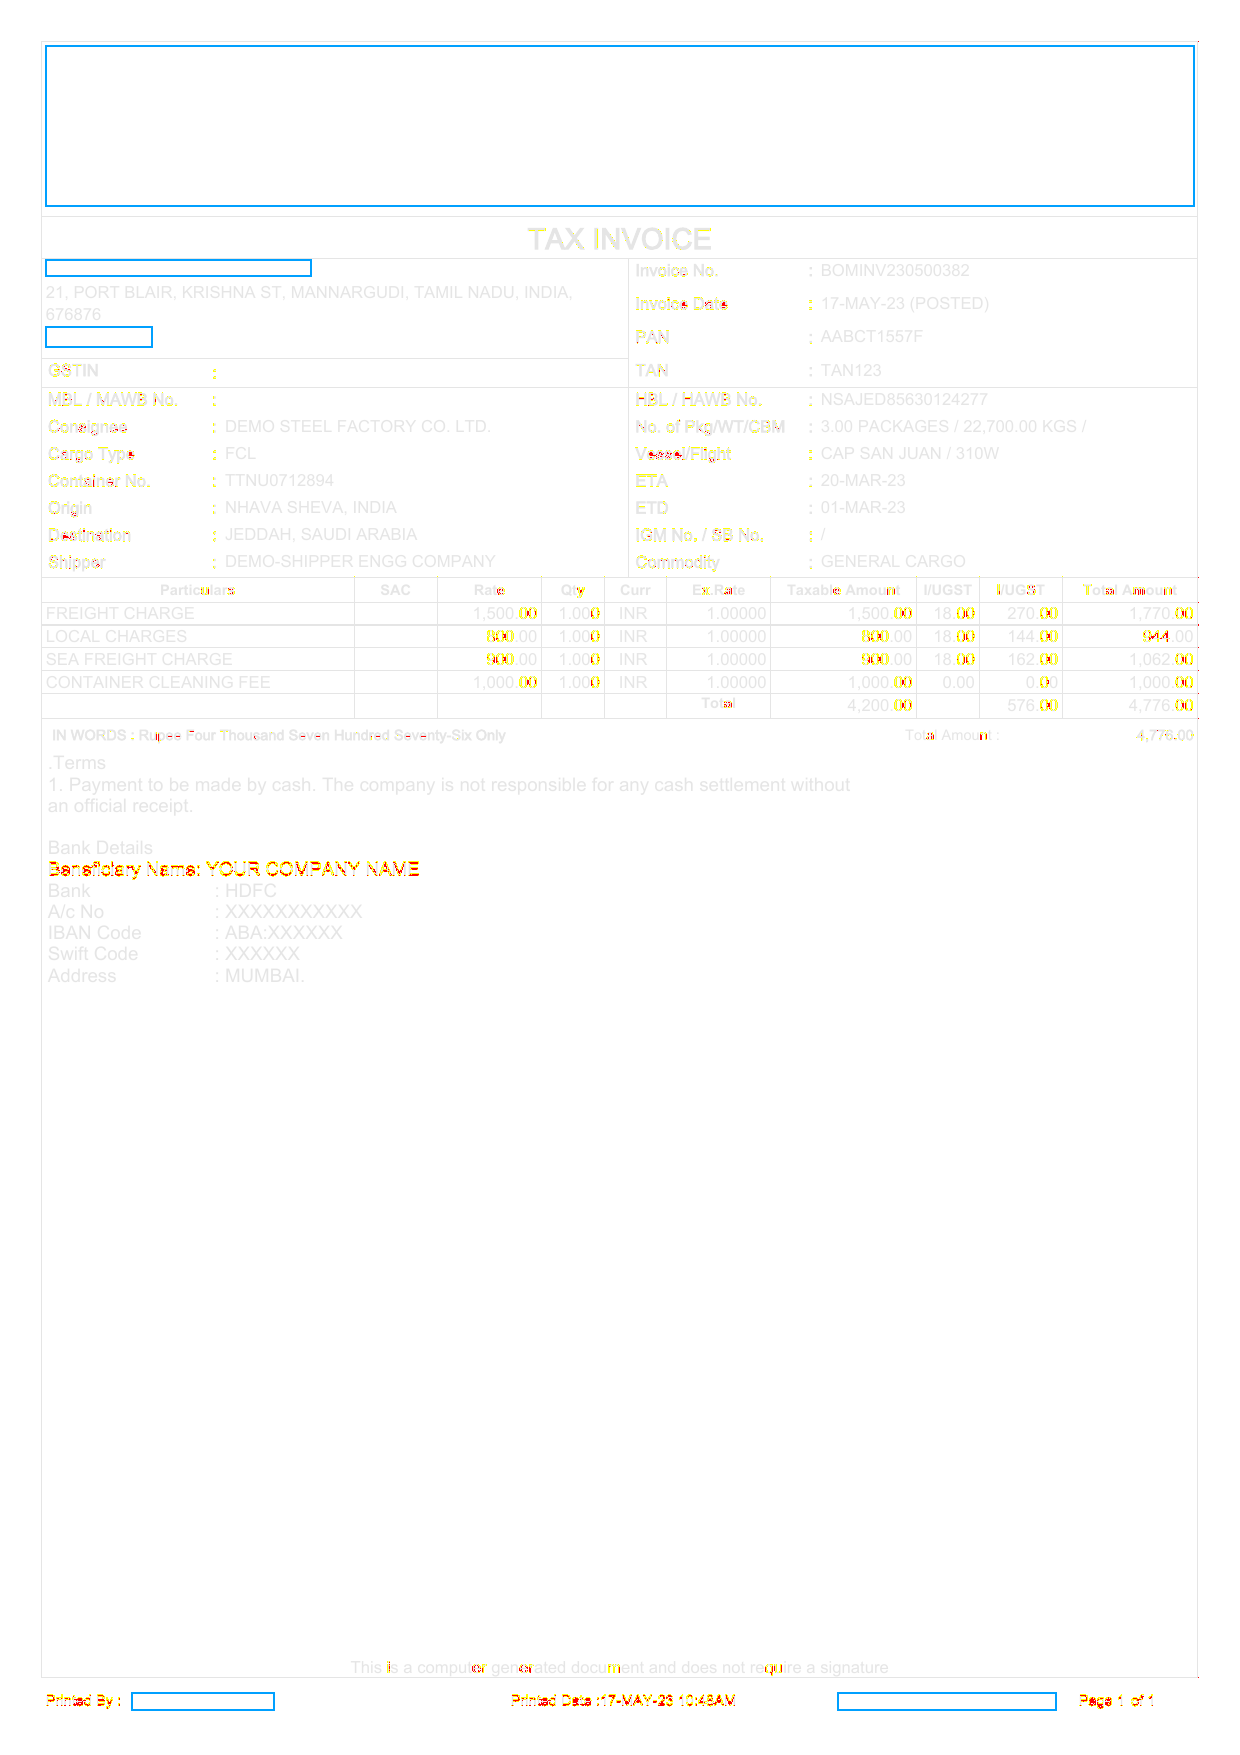 TAX INVOICE
21, PORT BLAIR, KRISHNA ST, MANNARGUDI, TAMIL NADU, INDIA,
676876
Invoice No. : BOMINV230500382
Invoice Date : 17-MAY-23 (POSTED)
PAN : AABCT1557F
GSTIN :
TAN : TAN123
MBL / MAWB No. :
HBL / HAWB No. : NSAJED85630124277
Consignee : DEMO STEEL FACTORY CO. LTD.
No. of Pkg/WT/CBM : 3.00 PACKAGES / 22,700.00 KGS /
Cargo Type : FCL
Vessel/Flight : CAP SAN JUAN / 310W
Container No. : TTNU0712894
ETA : 20-MAR-23
Origin : NHAVA SHEVA, INDIA
ETD : 01-MAR-23
Destination : JEDDAH, SAUDI ARABIA
IGM No. / SB No. : /
Shipper : DEMO-SHIPPER ENGG COMPANY
Commodity : GENERAL CARGO
Particulars SAC Rate Qty Curr Ex.Rate Taxable Amount I/UGST I/UGST Total Amount
FREIGHT CHARGE 1,500.00 1.000 INR 1.00000 1,500.00 18.00 270.00 1,770.00
LOCAL CHARGES 800.00 1.000 INR 1.00000 800.00 18.00 144.00 944.00
SEA FREIGHT CHARGE 900.00 1.000 INR 1.00000 900.00 18.00 162.00 1,062.00
CONTAINER CLEANING FEE 1,000.00 1.000 INR 1.00000 1,000.00 0.00 0.00 1,000.00
Total 4,200.00 576.00 4,776.00
IN WORDS : Rupee Four Thousand Seven Hundred Seventy-Six Only Total Amount : 4,776.00
.Terms
1. Payment to be made by cash. The company is not responsible for any cash settlement without
an official receipt.
Bank Details
Beneficiary Name: YOUR COMPANY NAME
Bank : HDFC
A/c No : XXXXXXXXXXX
IBAN Code : ABA:XXXXXX
Swift Code : XXXXXX
Address : MUMBAI.
This is a computer generated document and does not require a signature
Printed By : Printed Date :17-MAY-23 10:48AM Page 1 of 1